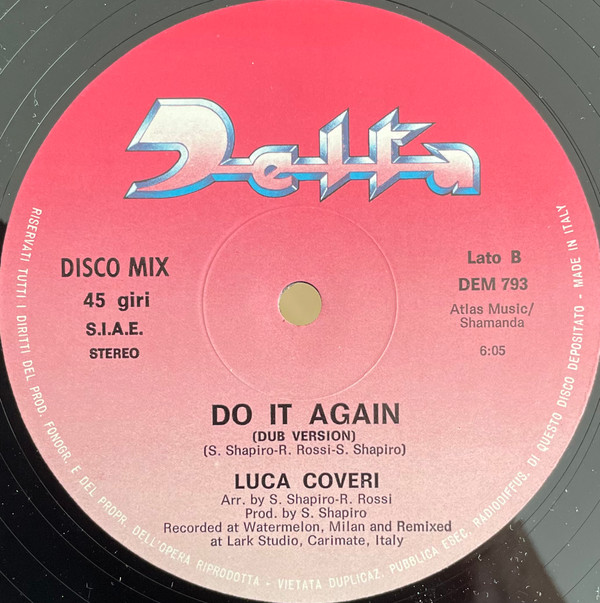 Delta
DISCO MIX
45 giri
S.I.A.E.
STEREO
Lato B
DEM 793
Atlas Music/
Shamanda
6:05
DO IT AGAIN
(DUB VERSION)
(S. Shapiro-R. Rossi-S. Shapiro)
LUCA COVERI
Arr. by S. Shapiro-R. Rossi
Prod. by S. Shapiro
Recorded at Watermelon, Milan and Remixed
at Lark Studio, Carimate, Italy
RISERVATI TUTTI I DIRITTI DEL PROD. FONOGR. E DEL PROPR. DELL'OPERA RIPRODOTTA - VIETATA DUPLICAZ. PUBBLICA ESEC. RADIODIFFUS. DI QUESTO DISCO DEPOSITATO - MADE IN ITALY